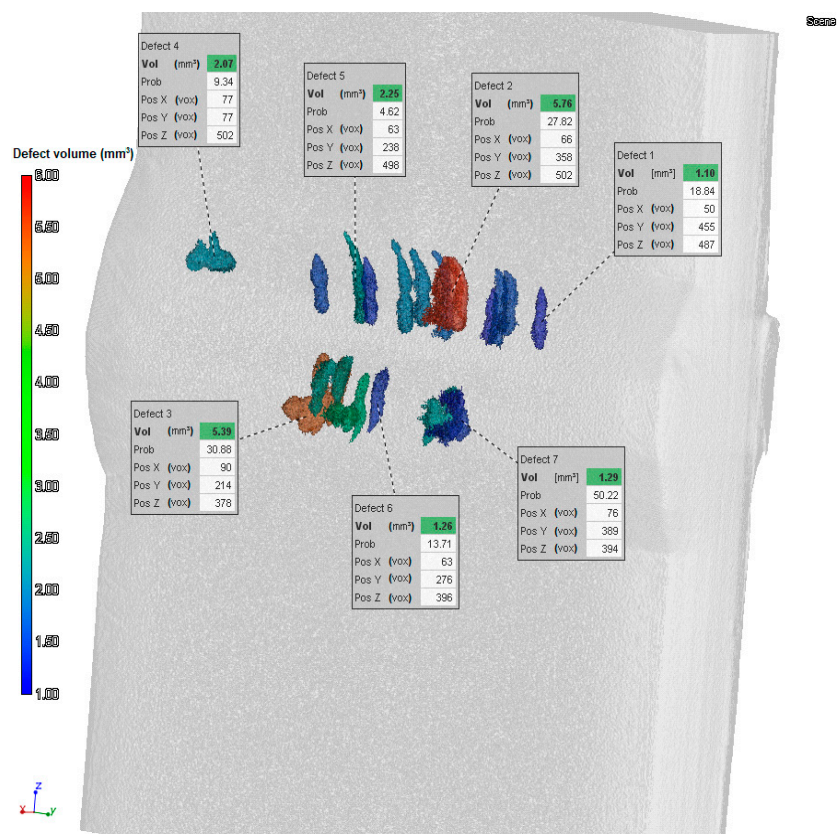 Scene
Defect 4
Vol (mm³) 2.07
Prob 9.34
Pos X (vox) 77
Pos Y (vox) 77
Pos Z (vox) 502
Defect 5
Vol (mm³) 2.25
Prob 4.62
Pos X (vox) 63
Pos Y (vox) 238
Pos Z (vox) 498
Defect 2
Vol (mm³) 5.76
Prob 27.82
Pos X (vox) 66
Pos Y (vox) 358
Pos Z (vox) 502
Defect 1
Vol [mm³] 1.10
Prob 18.84
Pos X (vox) 50
Pos Y (vox) 455
Pos Z (vox) 487
Defect volume (mm³)
6.00
5.50
5.00
4.50
4.00
3.50
3.00
2.50
2.00
1.50
1.00
Defect 3
Vol (mm³) 5.39
Prob 30.88
Pos X (vox) 90
Pos Y (vox) 214
Pos Z (vox) 378
Defect 6
Vol (mm³) 1.26
Prob 13.71
Pos X (vox) 63
Pos Y (vox) 276
Pos Z (vox) 396
Defect 7
Vol [mm³] 1.29
Prob 50.22
Pos X (vox) 76
Pos Y (vox) 389
Pos Z (vox) 394
z
x y